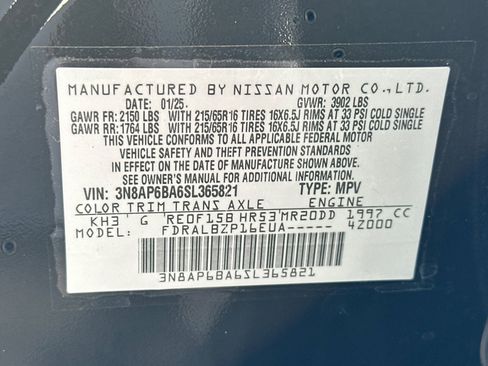 MANUFACTURED BY NISSAN MOTOR CO., LTD.
DATE: 01/25. GVWR: 3902 LBS
GAWR FR: 2150 LBS WITH 215/65R16 TIRES 16X6.5J RIMS AT 33 PSI COLD SINGLE
GAWR RR: 1764 LBS WITH 215/65R16 TIRES 16X6.5J RIMS AT 33 PSI COLD SINGLE
THIS VEHICLE CONFORMS TO ALL APPLICABLE FEDERAL MOTOR
VEHICLE SAFETY, BUMPER, AND THEFT PREVENTION STANDARDS
IN EFFECT ON THE DATE OF MANUFACTURE SHOWN ABOVE. SEE
OWNER'S MANUAL FOR ADDITIONAL INFORMATION.
VIN: 3N8AP6BA6SL365821 TYPE: MPV
COLOR TRIM TRANS AXLE ENGINE
KH3 G RE0F15B HR53 MR20DD 1997 CC
MODEL: FDRALBZP16EUA----- 4Z000
3N8AP6BA6SL365821